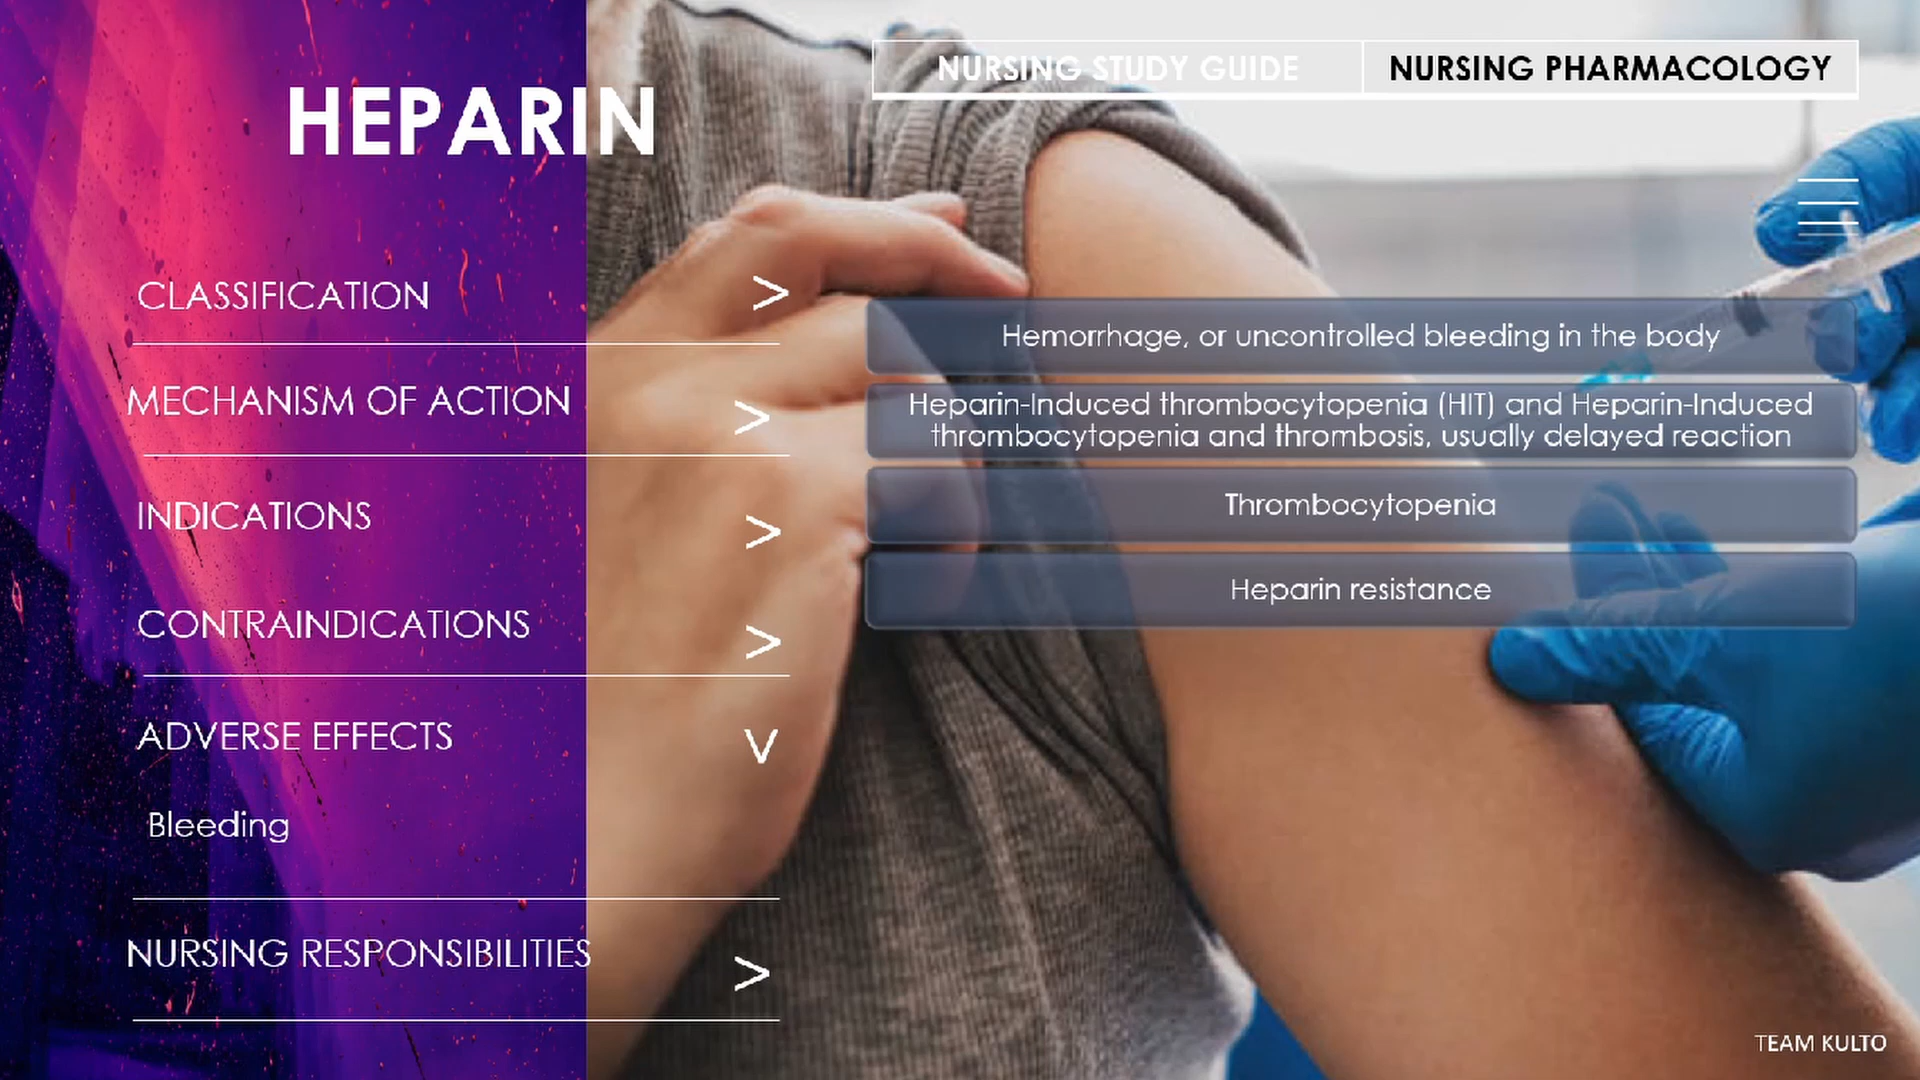 NURSING STUDY GUIDE
NURSING PHARMACOLOGY
HEPARIN
CLASSIFICATION >
MECHANISM OF ACTION >
INDICATIONS >
CONTRAINDICATIONS >
ADVERSE EFFECTS V
Bleeding
NURSING RESPONSIBILITIES >
Hemorrhage, or uncontrolled bleeding in the body
Heparin-Induced thrombocytopenia (HIT) and Heparin-Induced
thrombocytopenia and thrombosis, usually delayed reaction
Thrombocytopenia
Heparin resistance
TEAM KULTO